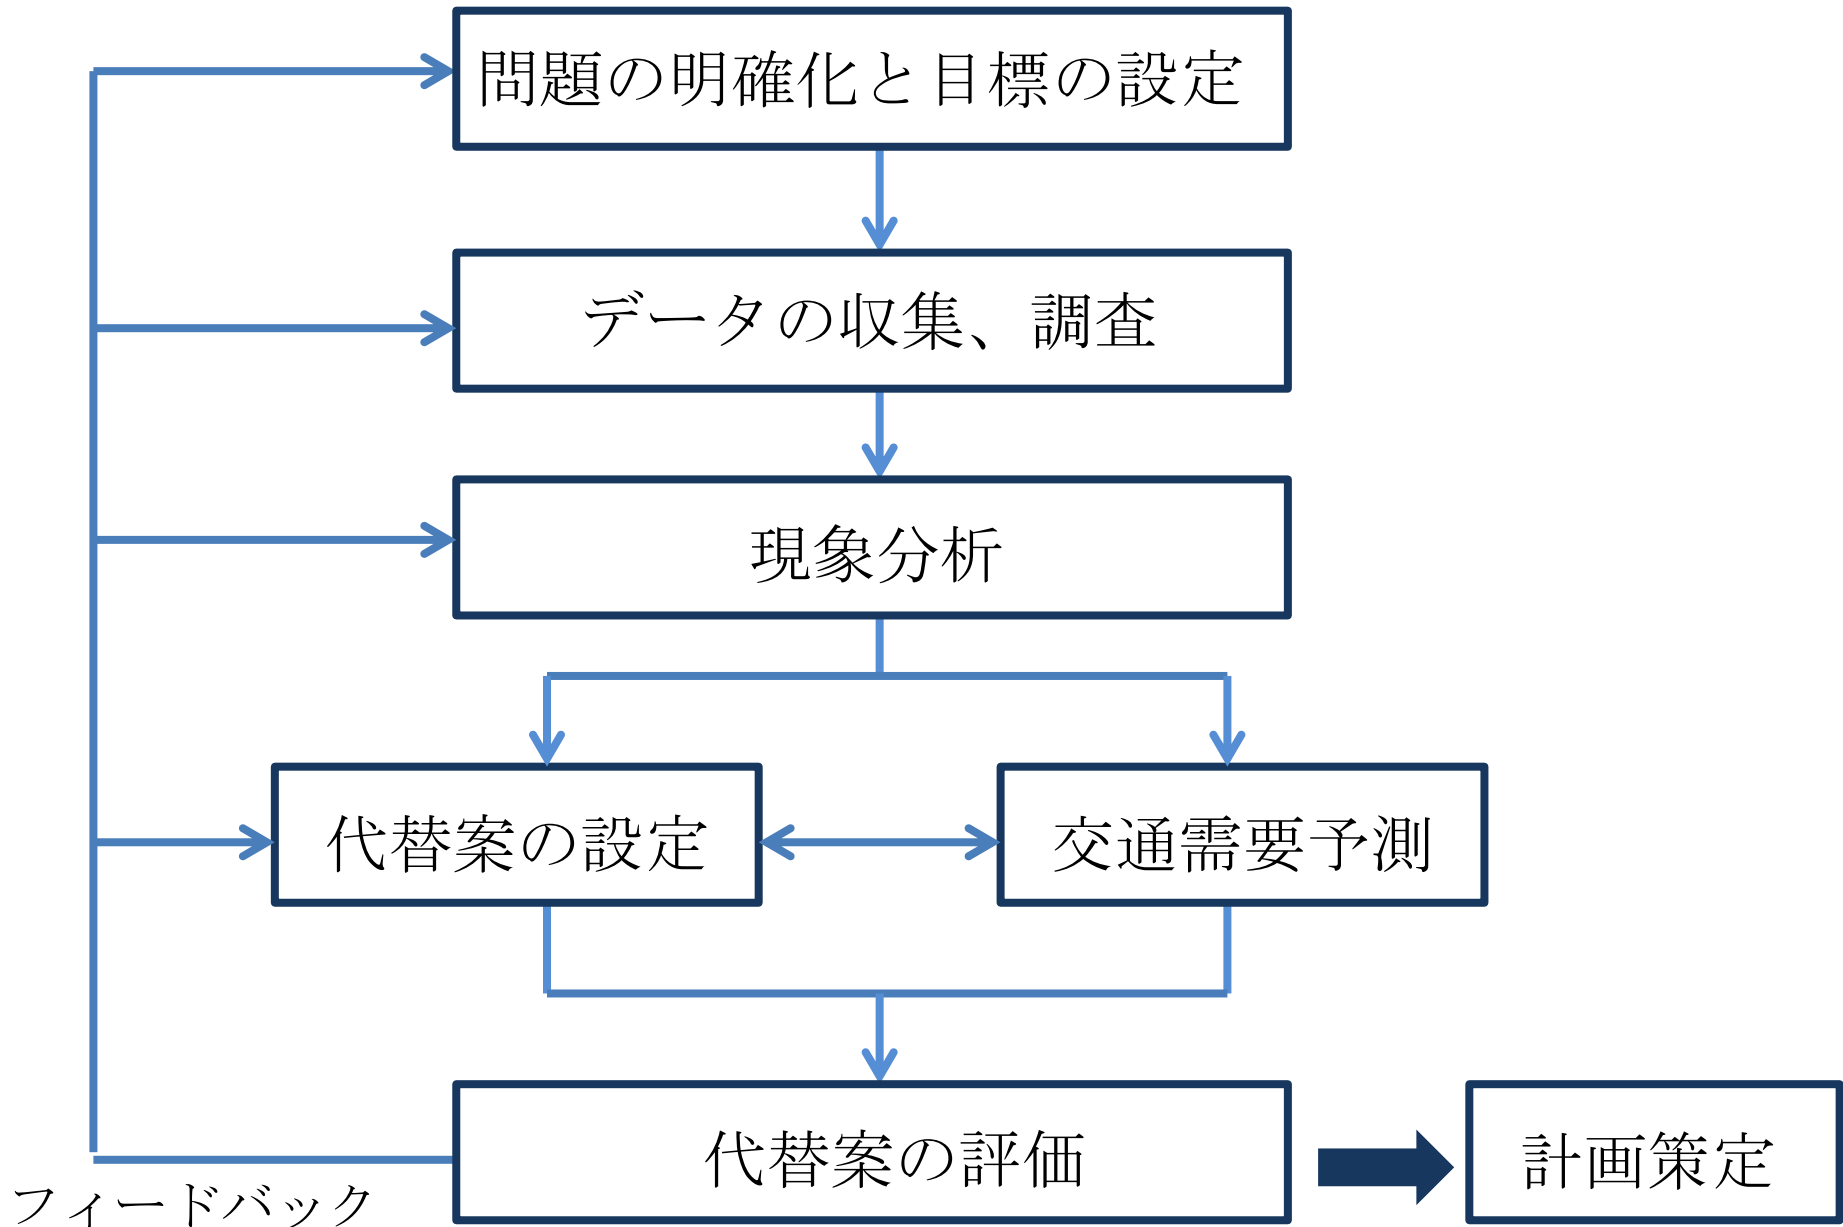 問題の明確化と目標の設定
データの収集、調査
現象分析
代替案の設定
交通需要予測
代替案の評価
計画策定
フィードバック